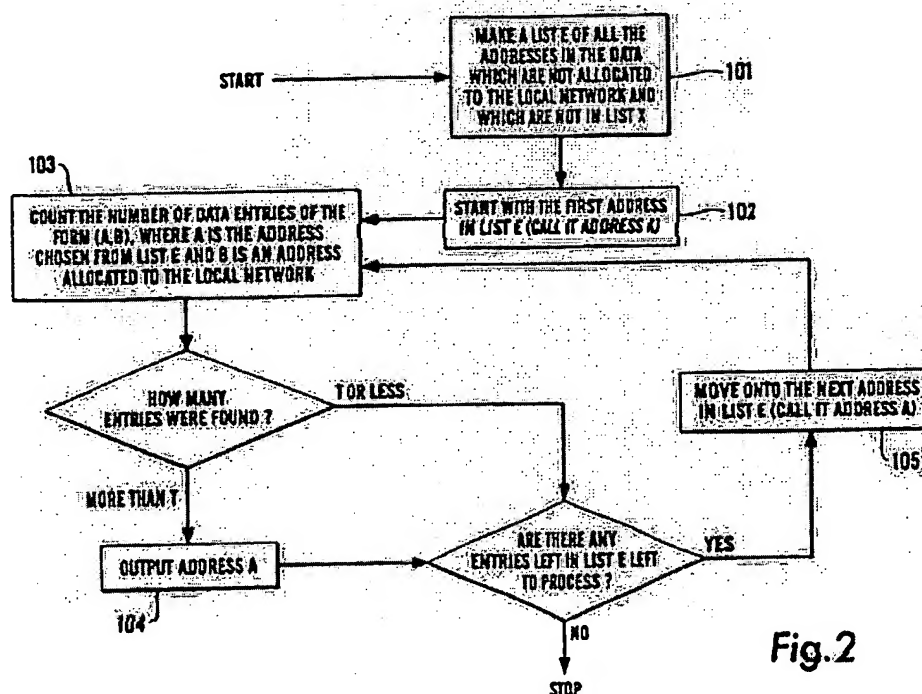 START
MAKE A LIST E OF ALL THE
ADDRESSES IN THE DATA
WHICH ARE NOT ALLOCATED
TO THE LOCAL NETWORK AND
WHICH ARE NOT IN LIST X
101
103
COUNT THE NUMBER OF DATA ENTRIES OF THE
FORM (A,B), WHERE A IS THE ADDRESS
CHOSEN FROM LIST E AND B IS AN ADDRESS
ALLOCATED TO THE LOCAL NETWORK
START WITH THE FIRST ADDRESS
IN LIST E (CALL IT ADDRESS A)
102
HOW MANY
ENTRIES WERE FOUND ?
T OR LESS
MORE THAN T
MOVE ONTO THE NEXT ADDRESS
IN LIST E (CALL IT ADDRESS A)
105
OUTPUT ADDRESS A
104
ARE THERE ANY
ENTRIES LEFT IN LIST E LEFT
TO PROCESS ?
YES
NO
STOP
Fig.2